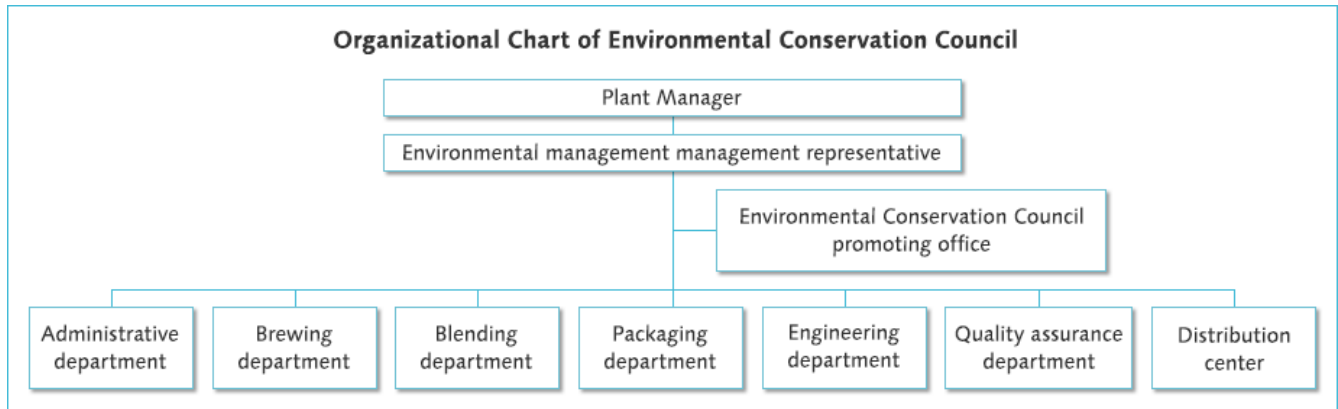 Organizational Chart of Environmental Conservation Council
Plant Manager
Environmental management management representative
Environmental Conservation Council
promoting office
Administrative
department
Brewing
department
Blending
department
Packaging
department
Engineering
department
Quality assurance
department
Distribution
center